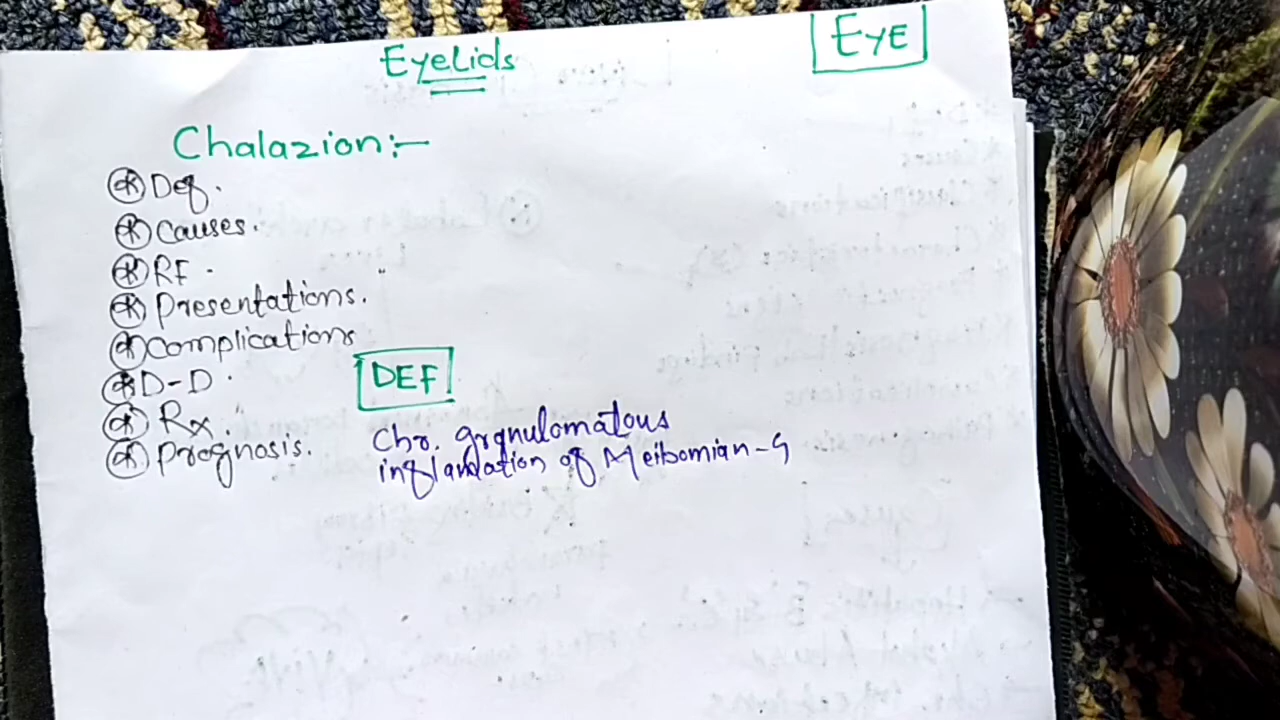 Eyelids
EYE
Chalazion:-
Def.
Causes.
RF.
Presentations.
Complications
D-D.
Rx
Prognosis.
DEF
Chr. granulomatous
inflamation of Meibomian-G